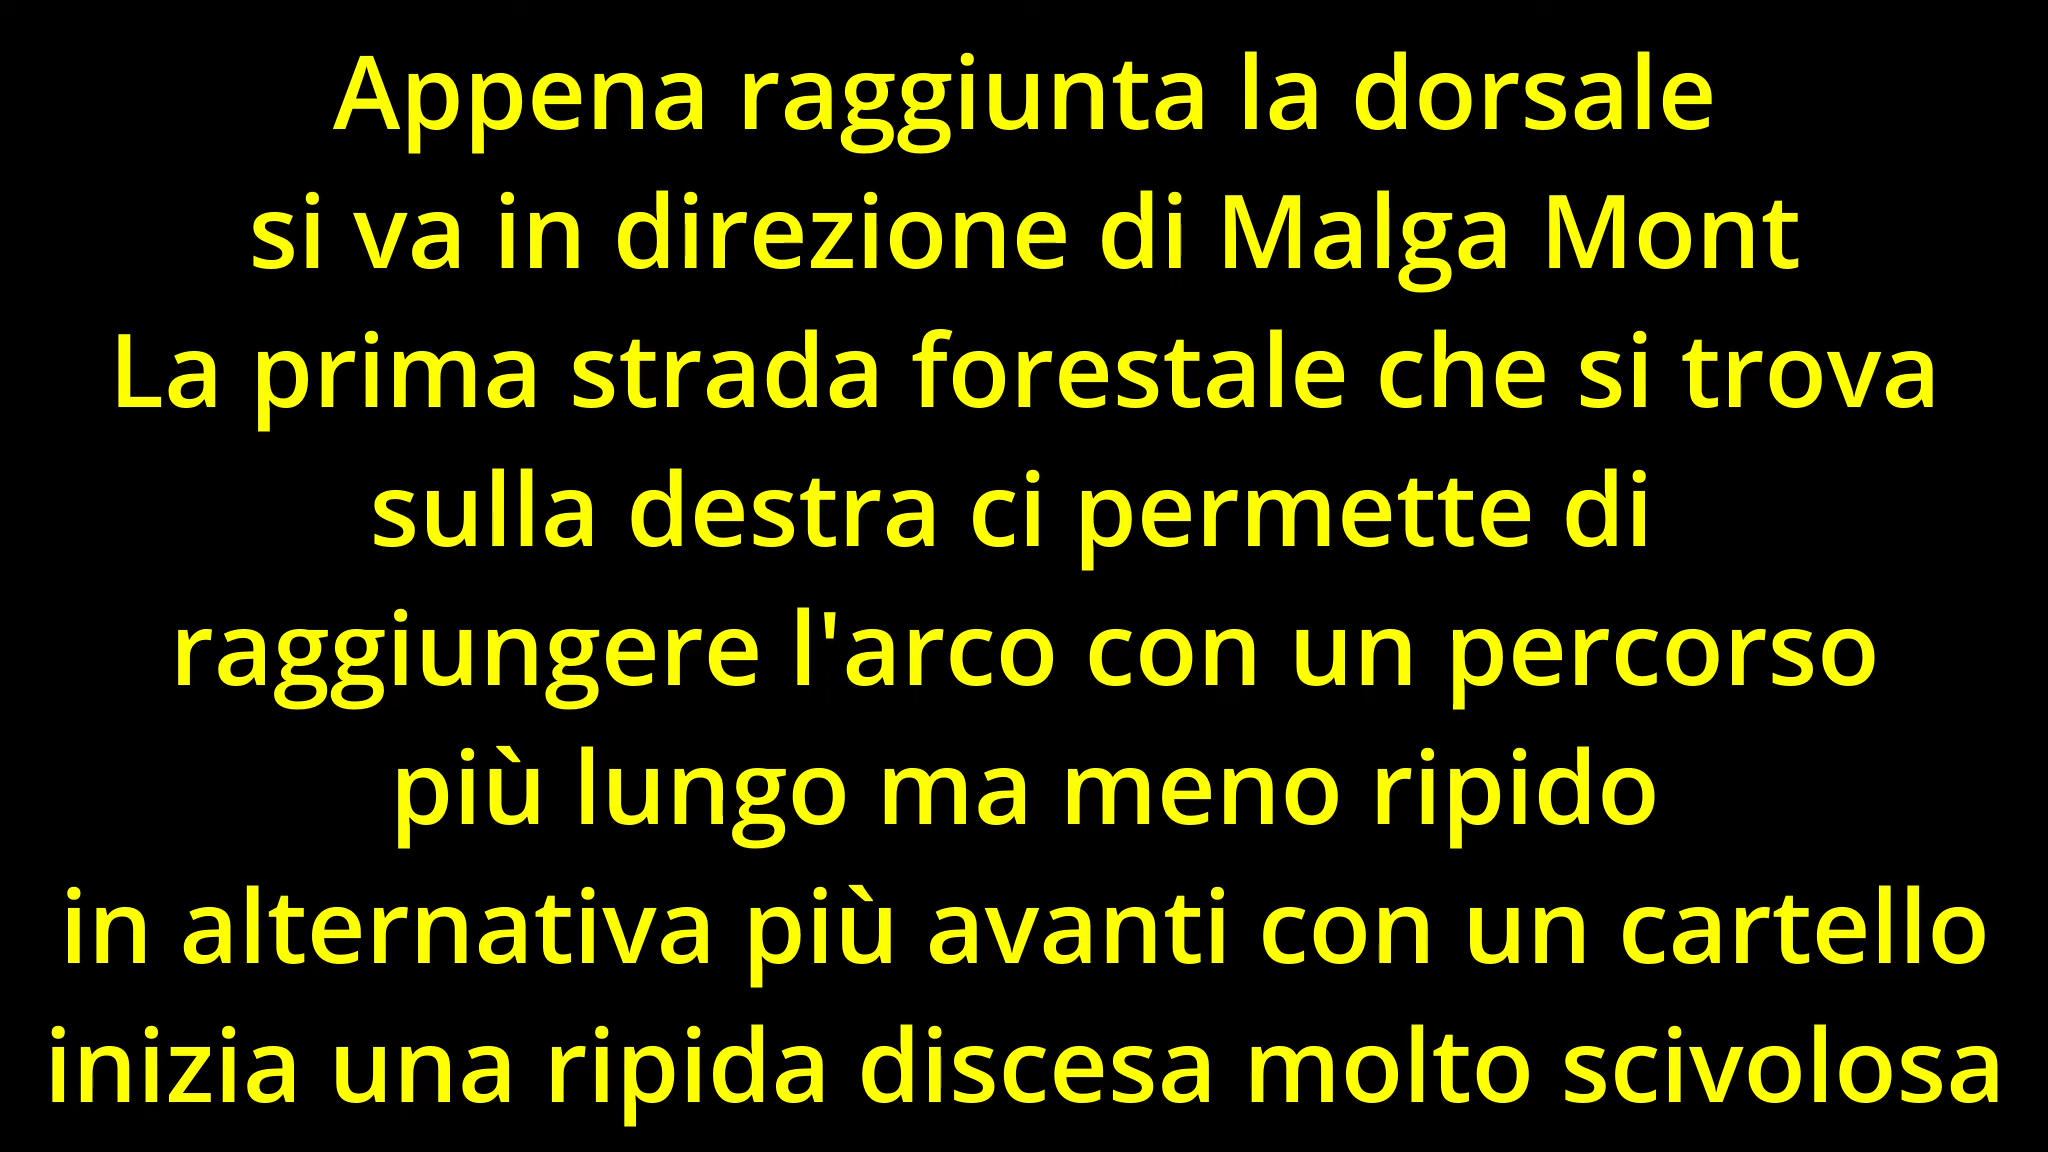 Appena raggiunta la dorsale
si va in direzione di Malga Mont
La prima strada forestale che si trova
sulla destra ci permette di
raggiungere l'arco con un percorso
più lungo ma meno ripido
in alternativa più avanti con un cartello
inizia una ripida discesa molto scivolosa